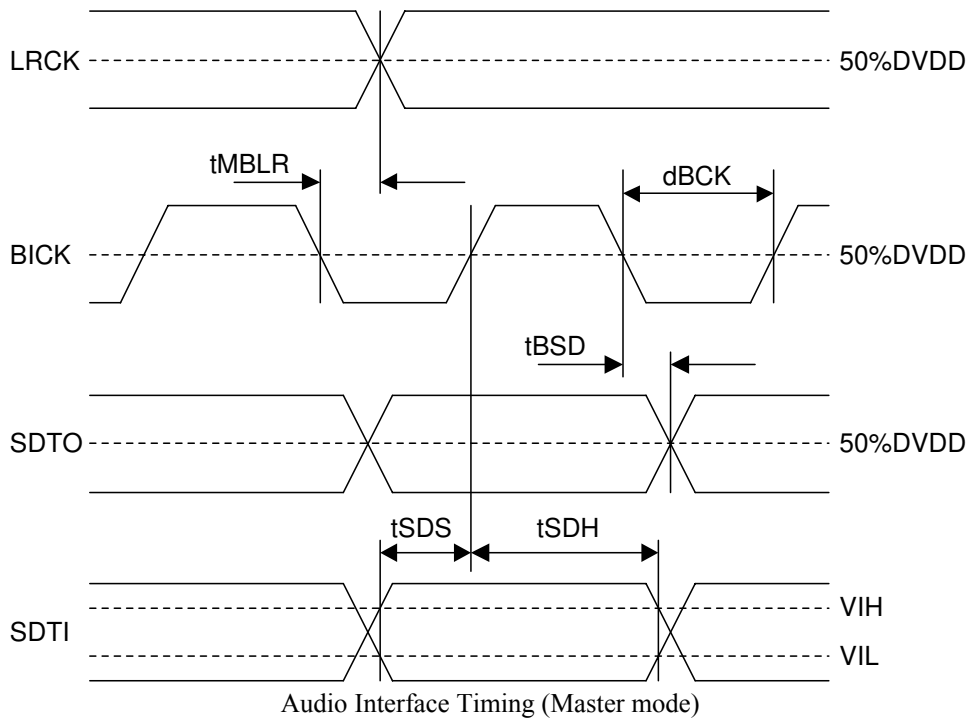 LRCK
50%DVDD
tMBLR
dBCK
BICK
50%DVDD
tBSD
SDTO
50%DVDD
tSDS
tSDH
VIH
SDTI
VIL
Audio Interface Timing (Master mode)